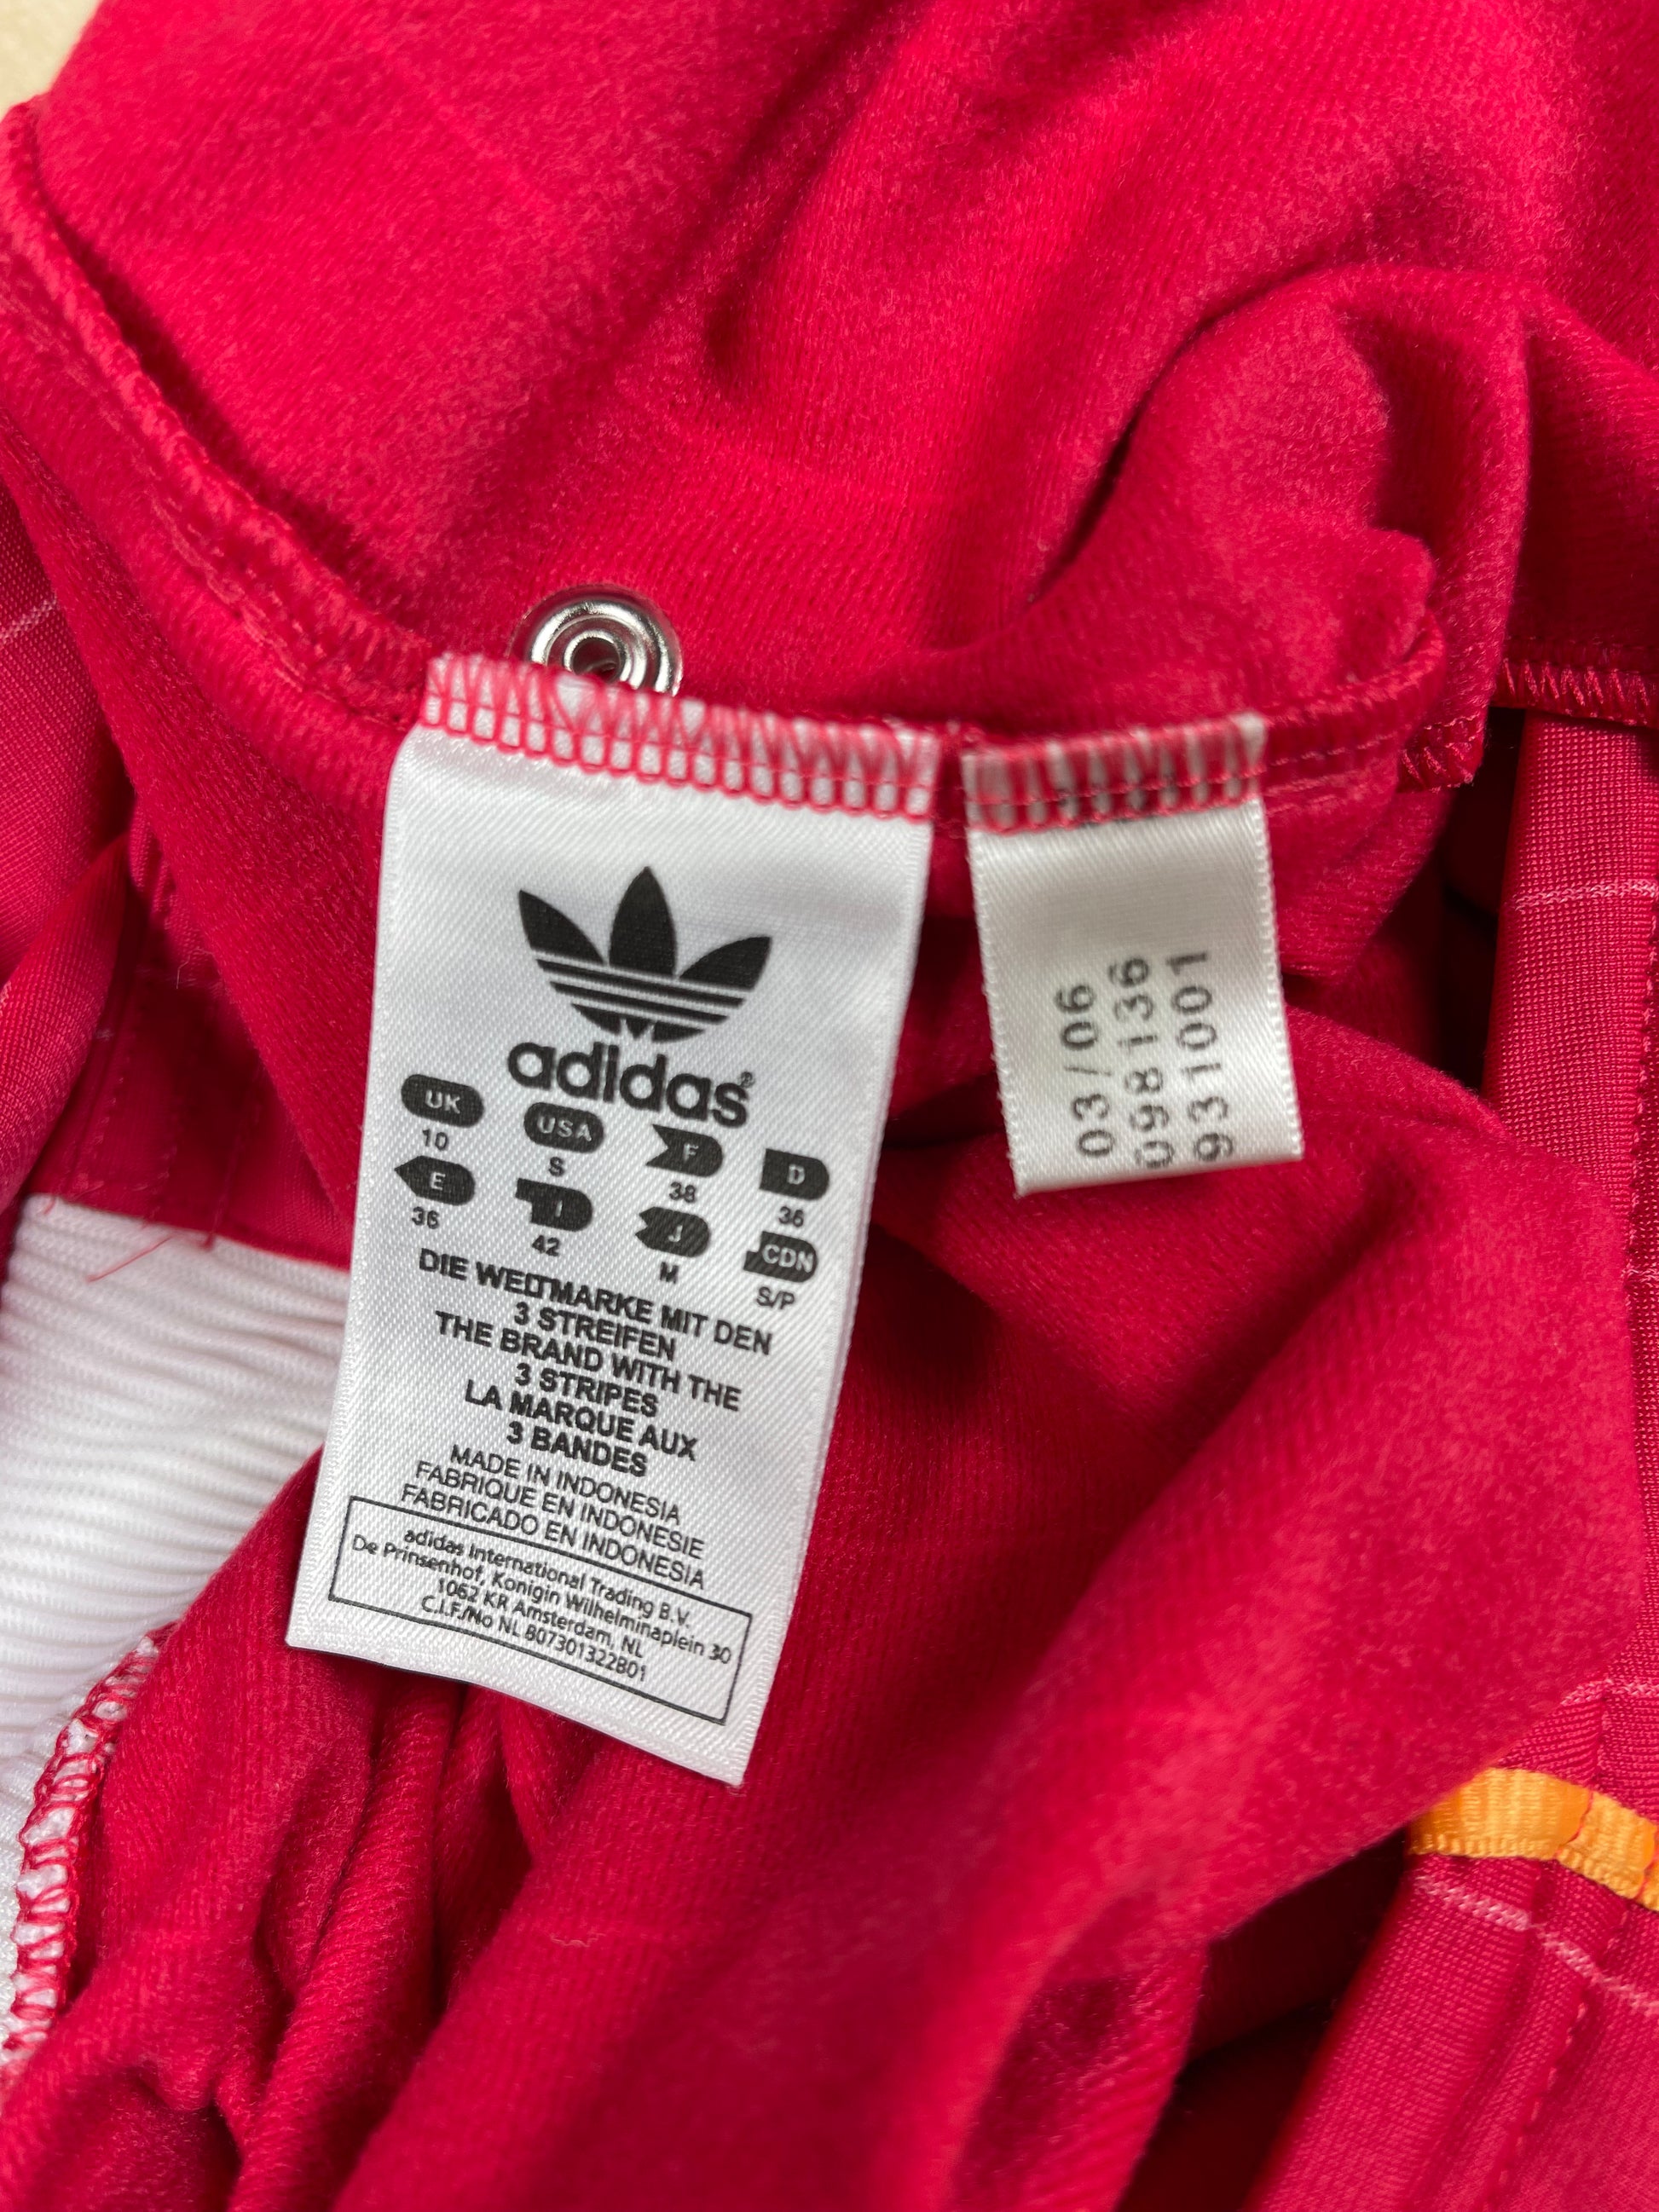 adidas
UK USA F D
10 S 38 36
E I J CDN
36 42 M S/P
DIE WELTMARKE MIT DEN
3 STREIFEN
THE BRAND WITH THE
3 STRIPES
LA MARQUE AUX
3 BANDES
MADE IN INDONESIA
FABRIQUE EN INDONESIE
FABRICADO EN INDONESIA
adidas International Trading B.V.
De Prinsenhof, Konigin Wilhelminaplein 30
1062 KR Amsterdam, NL
C.I.F./No NL 807301322B01
03/06
098136
931001